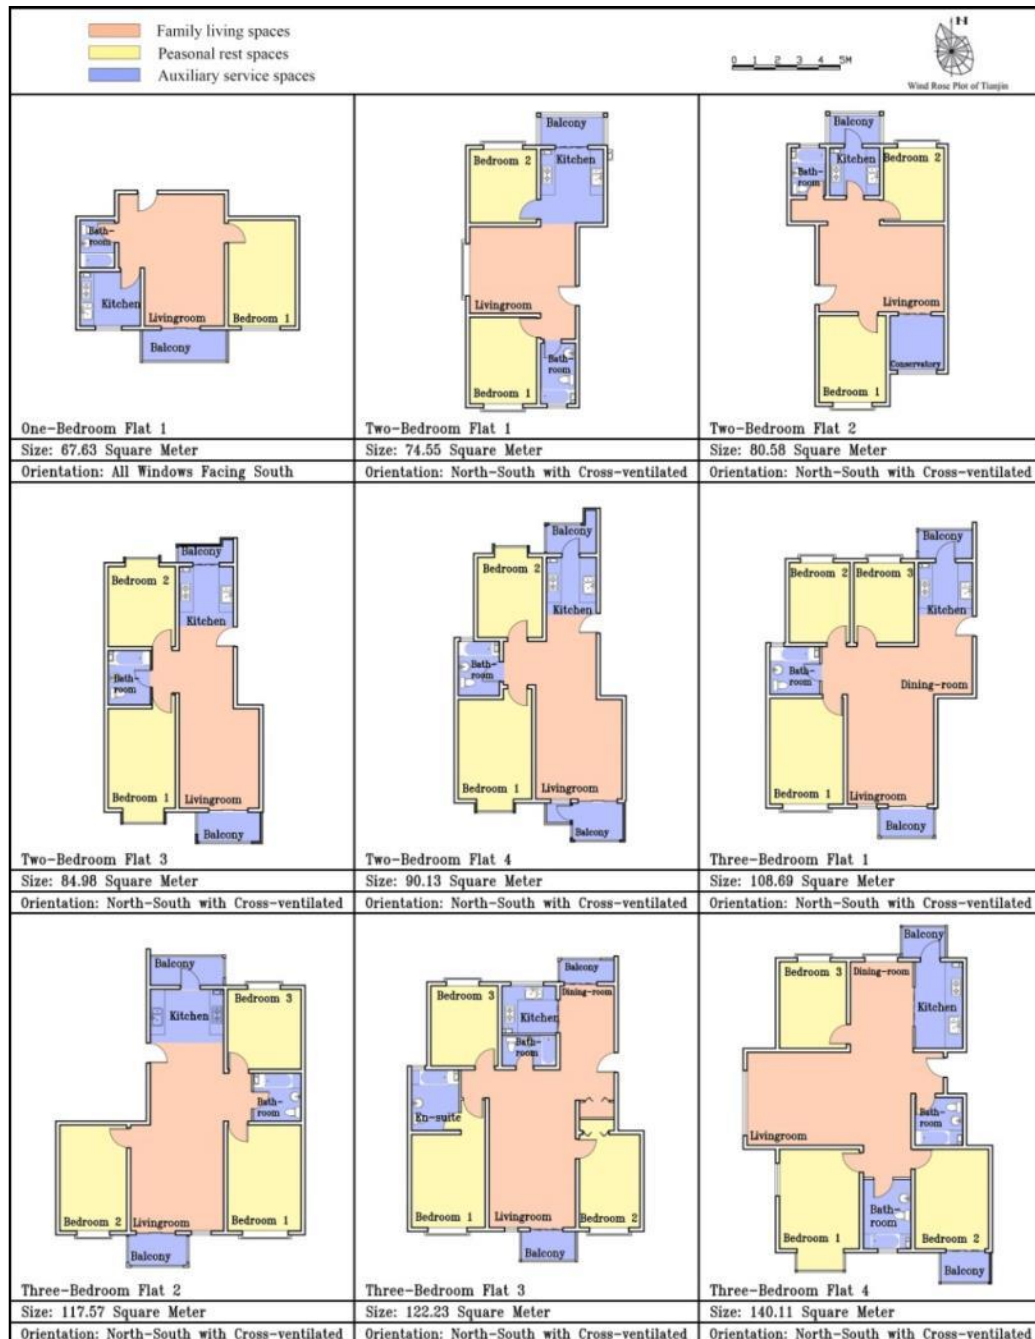 Family living spaces
Peasonal rest spaces
Auxiliary service spaces
0 1 2 3 4 5M
N
Wind Rose Plot of Tianjin
Bath-
room
Kitchen
Livingroom
Bedroom 1
Balcony
One-Bedroom Flat 1
Size: 67.63 Square Meter
Orientation: All Windows Facing South
Balcony
Bedroom 2
Kitchen
Livingroom
Bath-
room
Bedroom 1
Two-Bedroom Flat 1
Size: 74.55 Square Meter
Orientation: North-South with Cross-ventilated
Balcony
Bedroom 2
Kitchen
Bath-
room
Livingroom
Conservatory
Bedroom 1
Two-Bedroom Flat 2
Size: 80.58 Square Meter
Orientation: North-South with Cross-ventilated
Balcony
Bedroom 2
Kitchen
Bath-
room
Bedroom 1
Livingroom
Balcony
Two-Bedroom Flat 3
Size: 84.98 Square Meter
Orientation: North-South with Cross-ventilated
Balcony
Bedroom 2
Kitchen
Bath-
room
Bedroom 1
Livingroom
Balcony
Two-Bedroom Flat 4
Size: 90.13 Square Meter
Orientation: North-South with Cross-ventilated
Balcony
Bedroom 2
Bedroom 3
Kitchen
Bath-
room
Dining-room
Bedroom 1
Livingroom
Balcony
Three-Bedroom Flat 1
Size: 108.69 Square Meter
Orientation: North-South with Cross-ventilated
Balcony
Bedroom 3
Kitchen
Bath-
room
Bedroom 2
Livingroom
Bedroom 1
Balcony
Three-Bedroom Flat 2
Size: 117.57 Square Meter
Orientation: North-South with Cross-ventilated
Balcony
Dining-room
Bedroom 3
Kitchen
Bath-
room
En-suite
Bedroom 1
Livingroom
Bedroom 2
Balcony
Three-Bedroom Flat 3
Size: 122.23 Square Meter
Orientation: North-South with Cross-ventilated
Balcony
Bedroom 3
Dining-room
Kitchen
Bath-
room
Livingroom
Bath-
room
Bedroom 1
Bedroom 2
Balcony
Three-Bedroom Flat 4
Size: 140.11 Square Meter
Orientation: North-South with Cross-ventilated